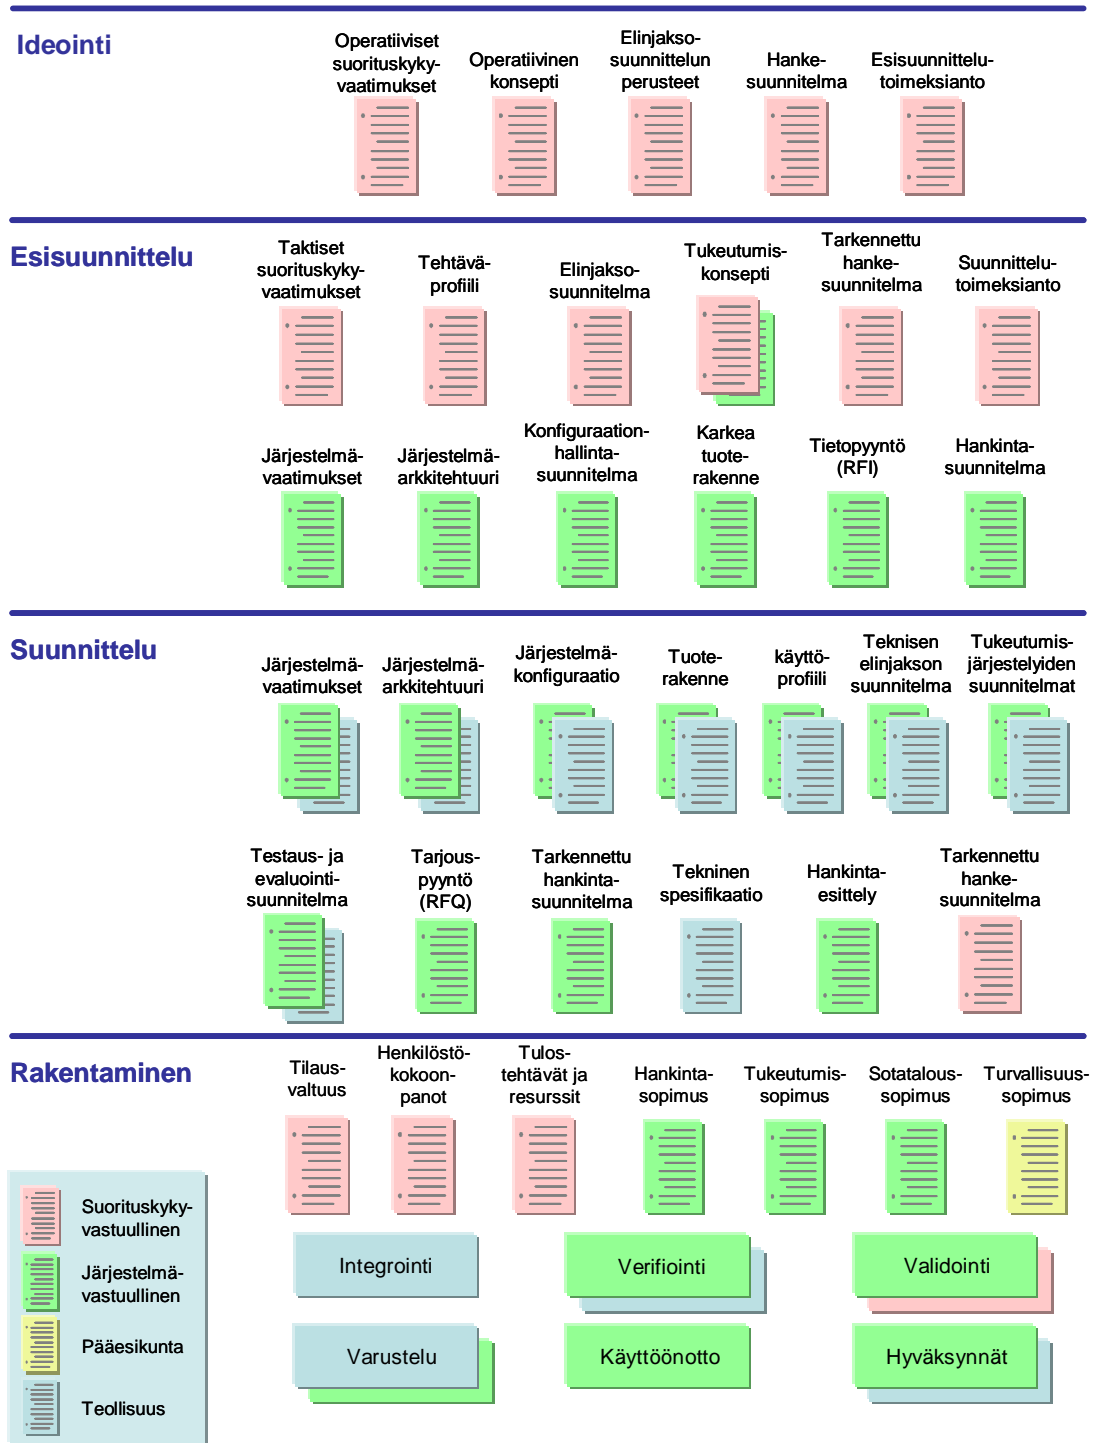 Ideointi
Operatiiviset
suorituskyky-
vaatimukset
Operatiivinen
konsepti
Elinjakso-
suunnittelun
perusteet
Hanke-
suunnitelma
Esisuunnittelu-
toimeksianto
Esisuunnittelu
Taktiset
suorituskyky-
vaatimukset
Tehtävä-
profiili
Elinjakso-
suunnitelma
Tukeutumis-
konsepti
Tarkennettu
hanke-
suunnitelma
Suunnittelu-
toimeksianto
Järjestelmä-
vaatimukset
Järjestelmä-
arkkitehtuuri
Konfiguraation-
hallinta-
suunnitelma
Karkea
tuote-
rakenne
Tietopyyntö
(RFI)
Hankinta-
suunnitelma
Suunnittelu
Järjestelmä-
vaatimukset
Järjestelmä-
arkkitehtuuri
Järjestelmä-
konfiguraatio
Tuote-
rakenne
käyttö-
profiili
Teknisen
elinjakson
suunnitelma
Tukeutumis-
järjestelyiden
suunnitelmat
Testaus- ja
evaluointi-
suunnitelma
Tarjous-
pyyntö
(RFQ)
Tarkennettu
hankinta-
suunnitelma
Tekninen
spesifikaatio
Hankinta-
esittely
Tarkennettu
hanke-
suunnitelma
Rakentaminen
Tilaus-
valtuus
Henkilöstö-
kokoon-
panot
Tulos-
tehtävät ja
resurssit
Hankinta-
sopimus
Tukeutumis-
sopimus
Sotatalous-
sopimus
Turvallisuus-
sopimus
Suorituskyky-
vastuullinen
Järjestelmä-
vastuullinen
Pääesikunta
Teollisuus
Integrointi
Verifiointi
Validointi
Varustelu
Käyttöönotto
Hyväksynnät